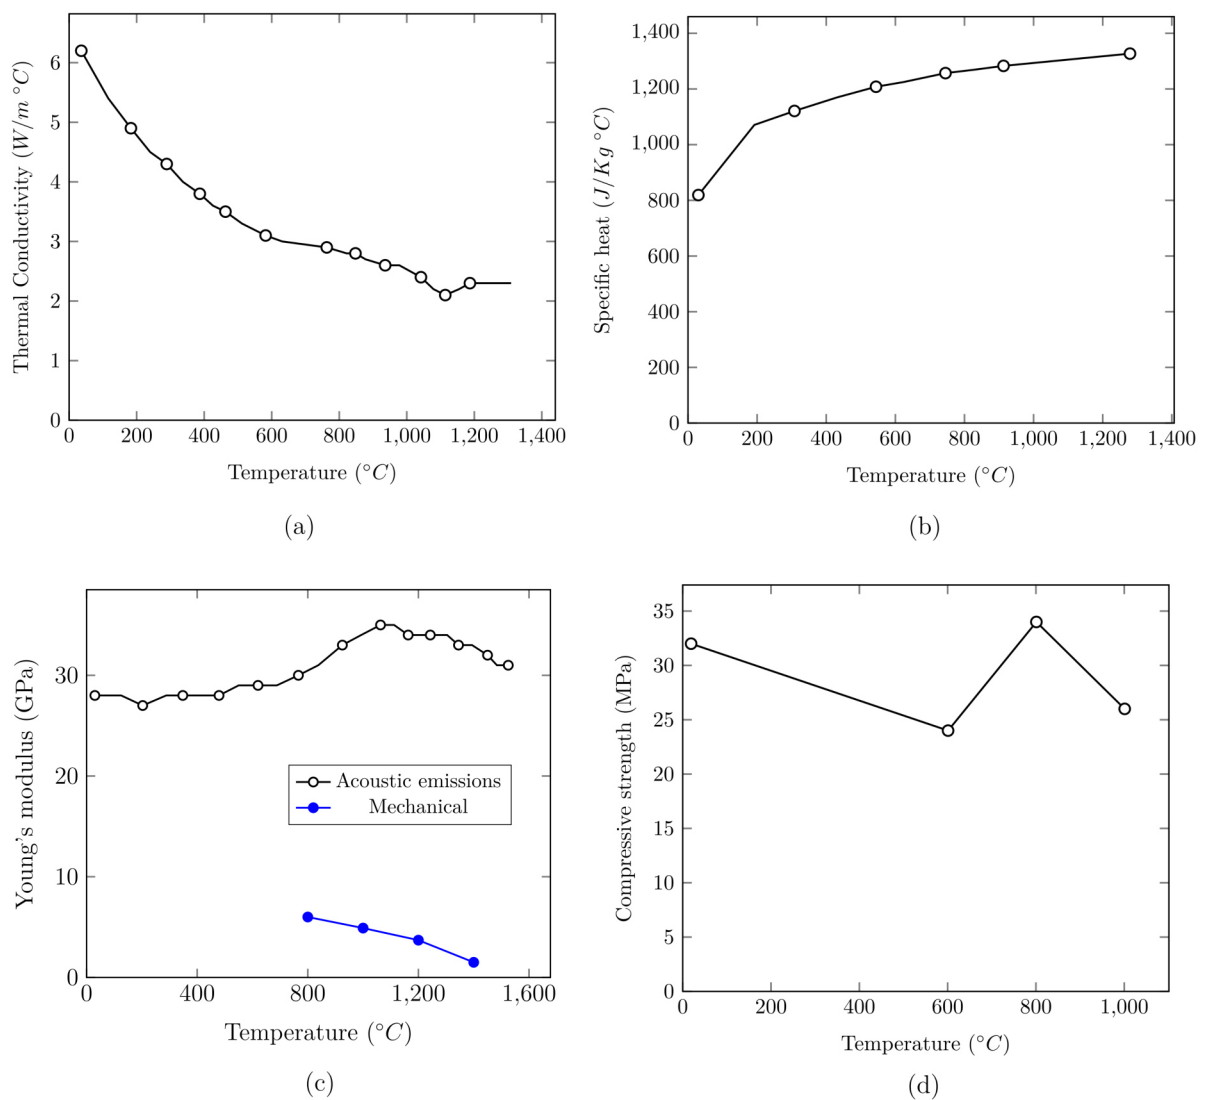 Thermal Conductivity (W/m °C)
6
5
4
3
2
1
0
0 200 400 600 800 1,000 1,200 1,400
Temperature (°C)
(a)
Specific heat (J/Kg °C)
1,400
1,200
1,000
800
600
400
200
0
0 200 400 600 800 1,000 1,200 1,400
Temperature (°C)
(b)
Young's modulus (GPa)
30
20
10
0
0 400 800 1,200 1,600
Acoustic emissions
Mechanical
Temperature (°C)
(c)
Compressive strength (MPa)
35
30
25
20
15
10
5
0
0 200 400 600 800 1,000
Temperature (°C)
(d)